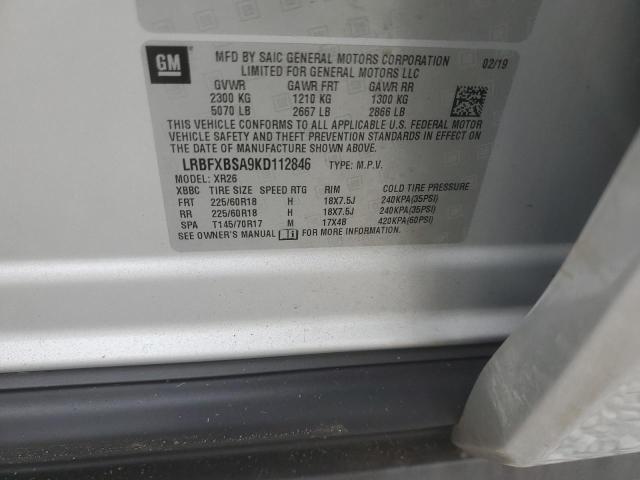 GM
MFD BY SAIC GENERAL MOTORS CORPORATION 02/19
LIMITED FOR GENERAL MOTORS LLC
GVWR GAWR FRT GAWR RR
2300 KG 1210 KG 1300 KG
5070 LB 2667 LB 2866 LB
THIS VEHICLE CONFORMS TO ALL APPLICABLE U.S. FEDERAL MOTOR
VEHICLE SAFETY AND THEFT PREVENTION STANDARDS IN EFFECT ON
THE DATE OF MANUFACTURE SHOWN ABOVE.
LRBFXBSA9KD112846 TYPE: M.P.V.
MODEL: XR26
XBBC TIRE SIZE SPEED RTG RIM COLD TIRE PRESSURE
FRT 225/60R18 H 18X7.5J 240KPA(35PSI)
RR 225/60R18 H 18X7.5J 240KPA(35PSI)
SPA T145/70R17 M 17X4B 420KPA(60PSI)
SEE OWNER'S MANUAL FOR MORE INFORMATION.